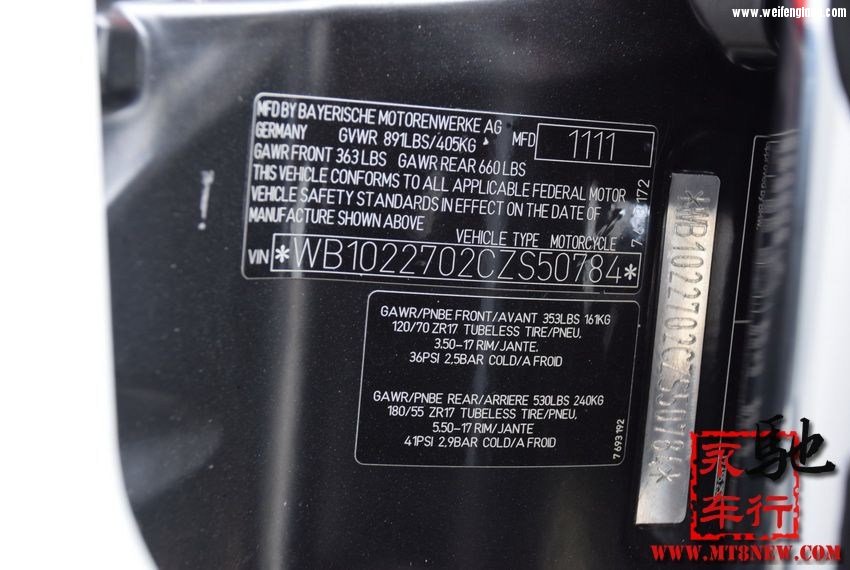 www.weifengin
MFD BY BAYERISCHE MOTORENWERKE AG
GERMANY GVWR 891LBS/405KG MFD 1111
GAWR FRONT 363 LBS GAWR REAR 660 LBS
THIS VEHICLE CONFORMS TO ALL APPLICABLE FEDERAL MOTOR
VEHICLE SAFETY STANDARDS IN EFFECT ON THE DATE OF
MANUFACTURE SHOWN ABOVE
VEHICLE TYPE MOTORCYCLE
VIN *WB1022702CZS50784*
GAWR/PNBE FRONT/AVANT 353LBS 161KG
120/70 ZR17 TUBELESS TIRE/PNEU,
3.50-17 RIM/JANTE,
36PSI 2,5BAR COLD/A FROID
GAWR/PNBE REAR/ARRIERE 530LBS 240KG
180/55 ZR17 TUBELESS TIRE/PNEU,
5.50-17 RIM/JANTE,
41PSI 2,9BAR COLD/A FROID
7 693 192
*WB1022702CZS50784*
驰
车行
WWW.MT8NEW.COM